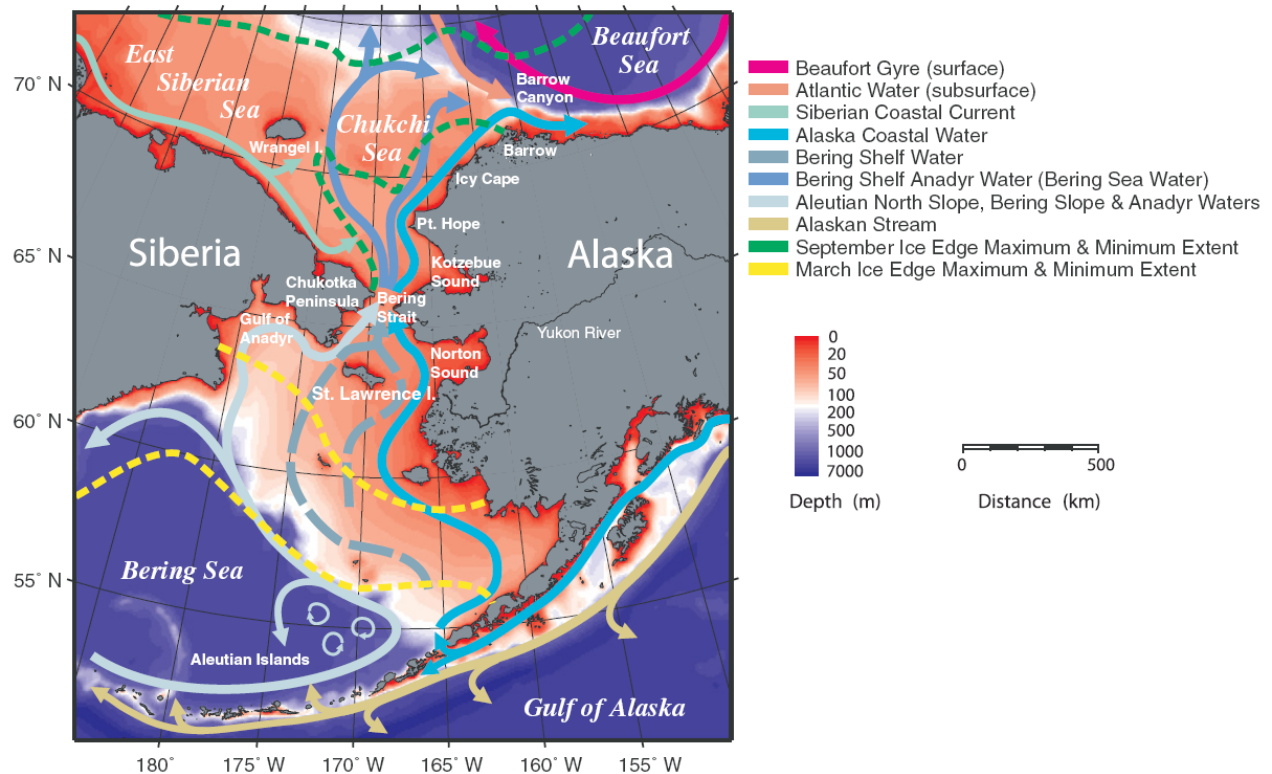 East
Siberian
Sea
Beaufort
Sea
Barrow
Canyon
Chukchi
Sea
Wrangel I.
Barrow
Icy Cape
Pt. Hope
Siberia
Alaska
Kotzebue
Sound
Chukotka
Peninsula
Bering
Strait
Gulf of
Anadyr
Yukon River
Norton
Sound
St. Lawrence I.
Bering Sea
Aleutian Islands
Gulf of Alaska
70° N
65° N
60° N
55° N
180°
175° W
170° W
165° W
160° W
155° W
Beaufort Gyre (surface)
Atlantic Water (subsurface)
Siberian Coastal Current
Alaska Coastal Water
Bering Shelf Water
Bering Shelf Anadyr Water (Bering Sea Water)
Aleutian North Slope, Bering Slope & Anadyr Waters
Alaskan Stream
September Ice Edge Maximum & Minimum Extent
March Ice Edge Maximum & Minimum Extent
0
20
50
100
200
500
1000
7000
Depth (m)
0 500
Distance (km)